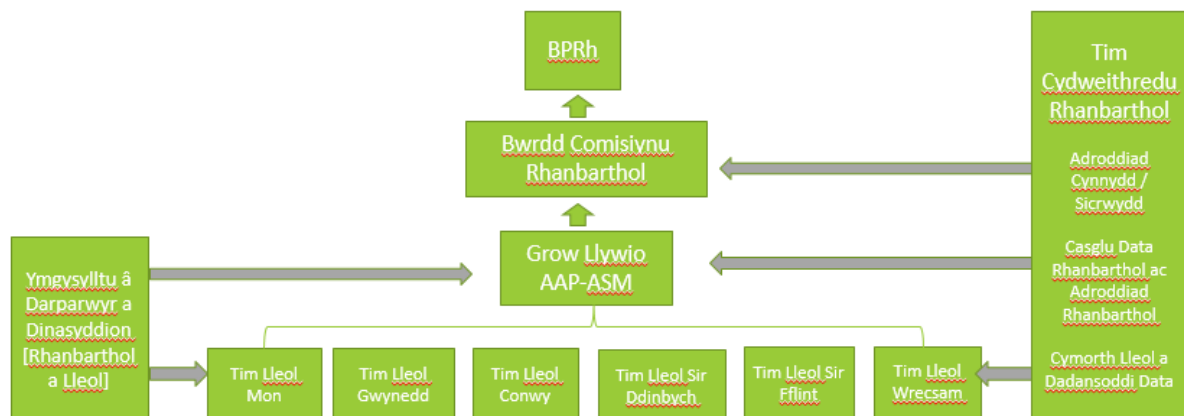 BPRh
Bwrdd Comisiynu
Rhanbarthol
Grow Llywio
AAP-ASM
Ymgysylltu â
Darparwyr a
Dinasyddion
[Rhanbarthol
a Lleol]
Tim Lleol
Mon
Tim Lleol
Gwynedd
Tim Lleol
Conwy
Tim Lleol Sir
Ddinbych
Tim Lleol Sir
Fflint
Tim Lleol
Wrecsam
Tim
Cydweithredu
Rhanbarthol
Adroddiad
Cynnydd /
Sicrwydd
Casglu Data
Rhanbarthol ac
Adroddiad
Rhanbarthol
Cymorth Lleol a
Dadansoddi Data